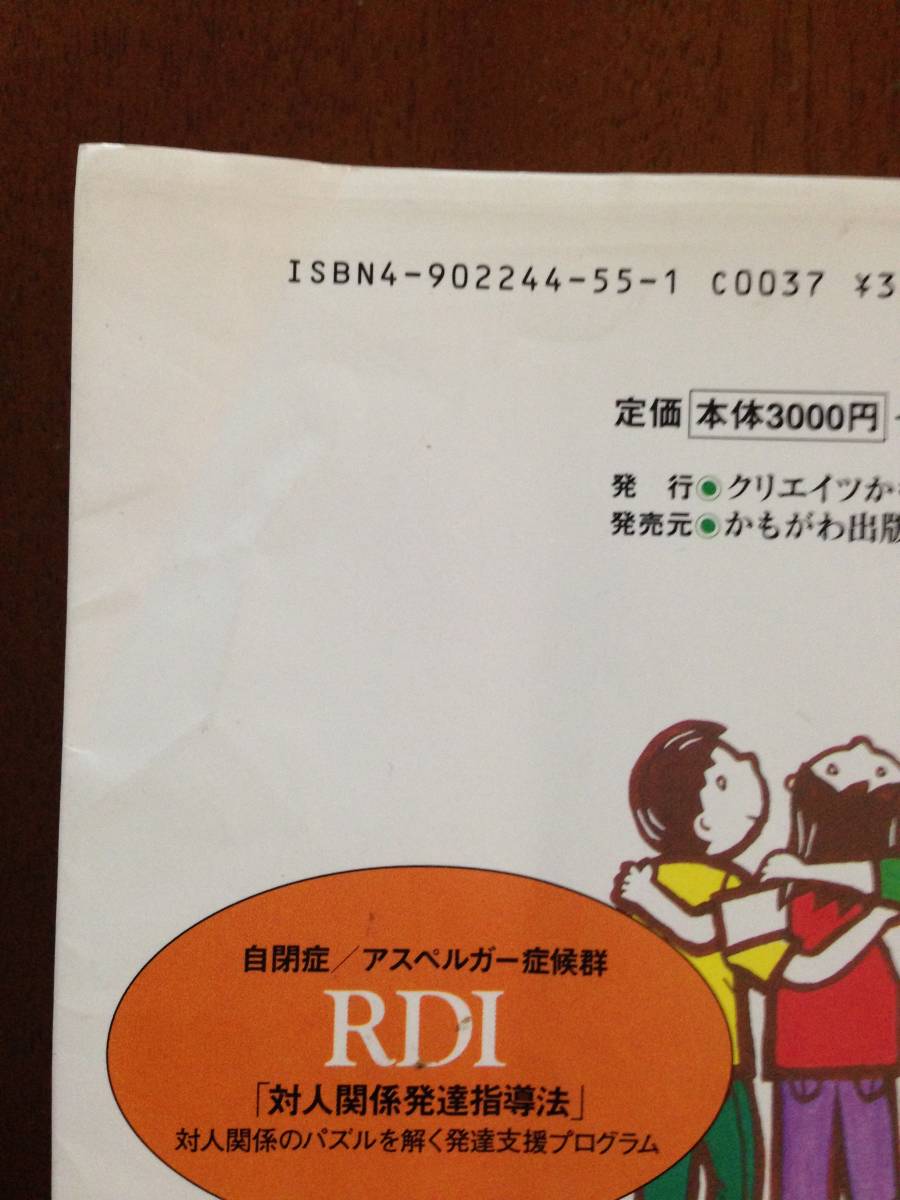 ISBN4-902244-55-1 C0037 ¥3
定価 本体3000円
発 行●クリエイツか
発売元●かもがわ出版
自閉症/アスペルガー症候群
RDI
「対人関係発達指導法」
対人関係のパズルを解く発達支援プログラム